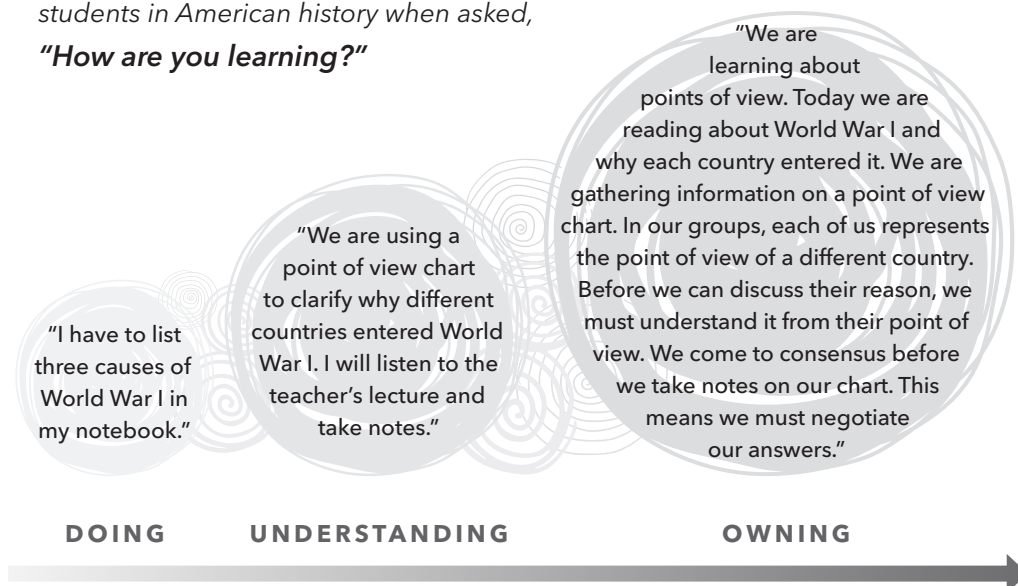 students in American history when asked,
“How are you learning?”
“I have to list
three causes of
World War I in
my notebook.”
“We are using a
point of view chart
to clarify why different
countries entered World
War I. I will listen to the
teacher’s lecture and
take notes.”
“We are
learning about
points of view. Today we are
reading about World War I and
why each country entered it. We are
gathering information on a point of view
chart. In our groups, each of us represents
the point of view of a different country.
Before we can discuss their reason, we
must understand it from their point of
view. We come to consensus before
we take notes on our chart. This
means we must negotiate
our answers.”
DOING
UNDERSTANDING
OWNING